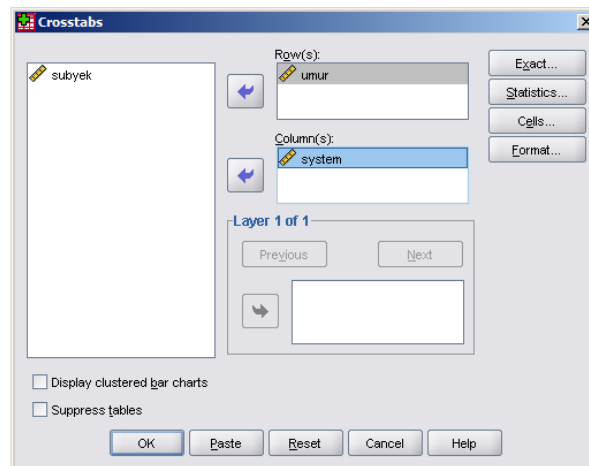 Crosstabs
subyek
Row(s):
umur
Column(s):
system
Layer 1 of 1
Previous
Next
Exact...
Statistics...
Cells...
Format...
Display clustered bar charts
Suppress tables
OK
Paste
Reset
Cancel
Help